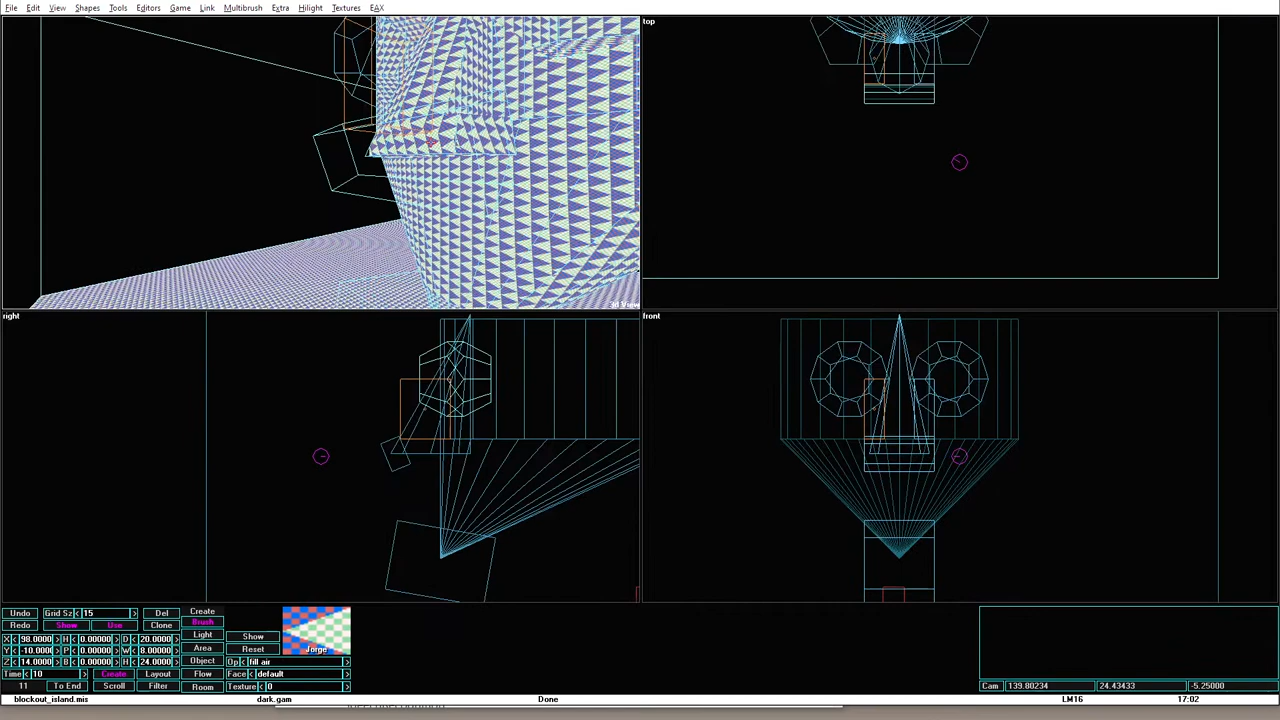 File Edit View Shapes Tools Editors Game Link Multibrush Extra Hilight Textures EAX
top
3d View
right
front
Undo Grid Sz < 15 > Del Create
Redo Show Use Clone Brush
X < 98.0000 H < 0.00000 D < 20.0000 > Light Show
Y < -10.0000 P < 0.00000 W < 8.00000 > Area Reset Jorge
Z < 14.0000 B < 0.00000 H < 24.0000 > Object Op < fill air >
Time < 10 > Create Layout Flow Face < default >
11 To End Scroll Filter Room Texture < 0 >
Cam 139.80234 24.43433 -5.25000
blockout_island.mis dark.gam Done LM16 17:02